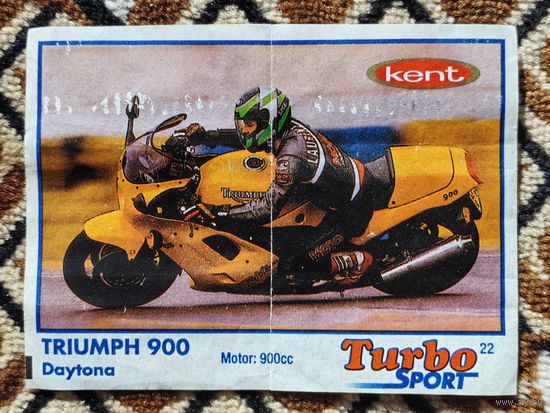 kent
TRIUMPH
900
TRIUMPH 900
Daytona
Motor: 900cc
Turbo 22
SPORT